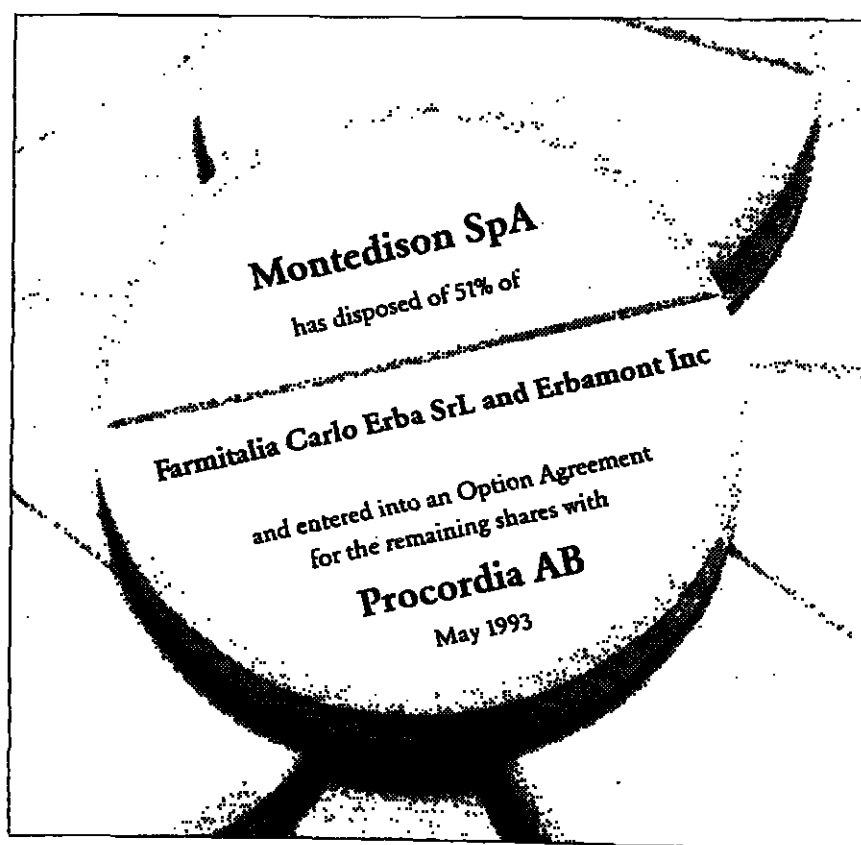 Montedison SpA
has disposed of 51% of
Farmitalia Carlo Erba SrL and Erbamont Inc
and entered into an Option Agreement
for the remaining shares with
Procordia AB
May 1993